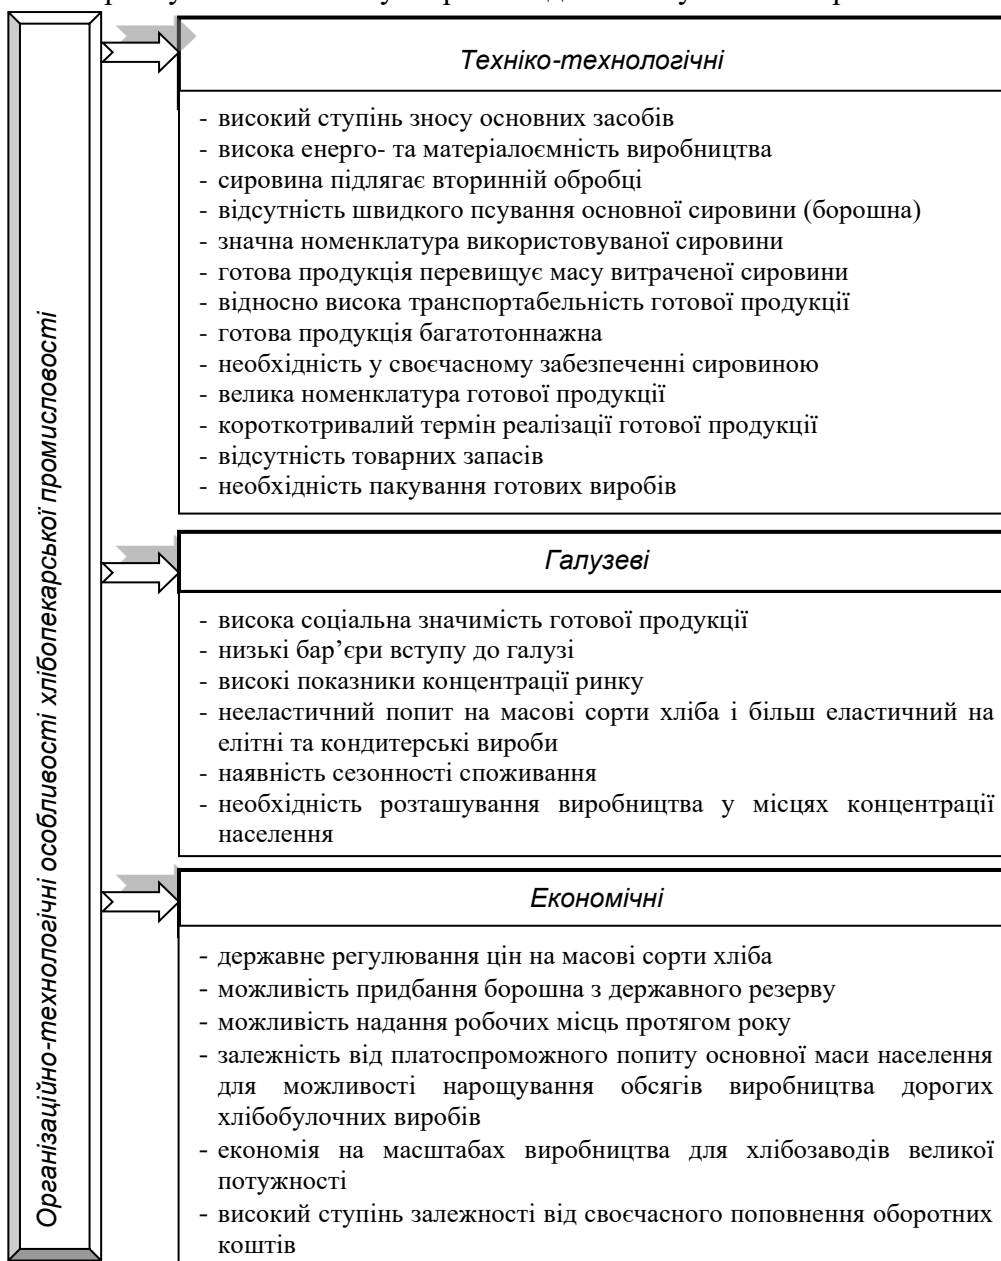 Організаційно-технологічні особливості хлібопекарської промисловості
Техніко-технологічні
- високий ступінь зносу основних засобів
- висока енерго- та матеріалоємність виробництва
- сировина підлягає вторинній обробці
- відсутність швидкого псування основної сировини (борошна)
- значна номенклатура використовуваної сировини
- готова продукція перевищує масу витраченої сировини
- відносно висока транспортабельність готової продукції
- готова продукція багатотоннажна
- необхідність у своєчасному забезпеченні сировиною
- велика номенклатура готової продукції
- короткотривалий термін реалізації готової продукції
- відсутність товарних запасів
- необхідність пакування готових виробів
Галузеві
- висока соціальна значимість готової продукції
- низькі бар’єри вступу до галузі
- високі показники концентрації ринку
- нееластичний попит на масові сорти хліба і більш еластичний на
елітні та кондитерські вироби
- наявність сезонності споживання
- необхідність розташування виробництва у місцях концентрації
населення
Економічні
- державне регулювання цін на масові сорти хліба
- можливість придбання борошна з державного резерву
- можливість надання робочих місць протягом року
- залежність від платоспроможного попиту основної маси населення
для можливості нарощування обсягів виробництва дорогих
хлібобулочних виробів
- економія на масштабах виробництва для хлібозаводів великої
потужності
- високий ступінь залежності від своєчасного поповнення оборотних
коштів